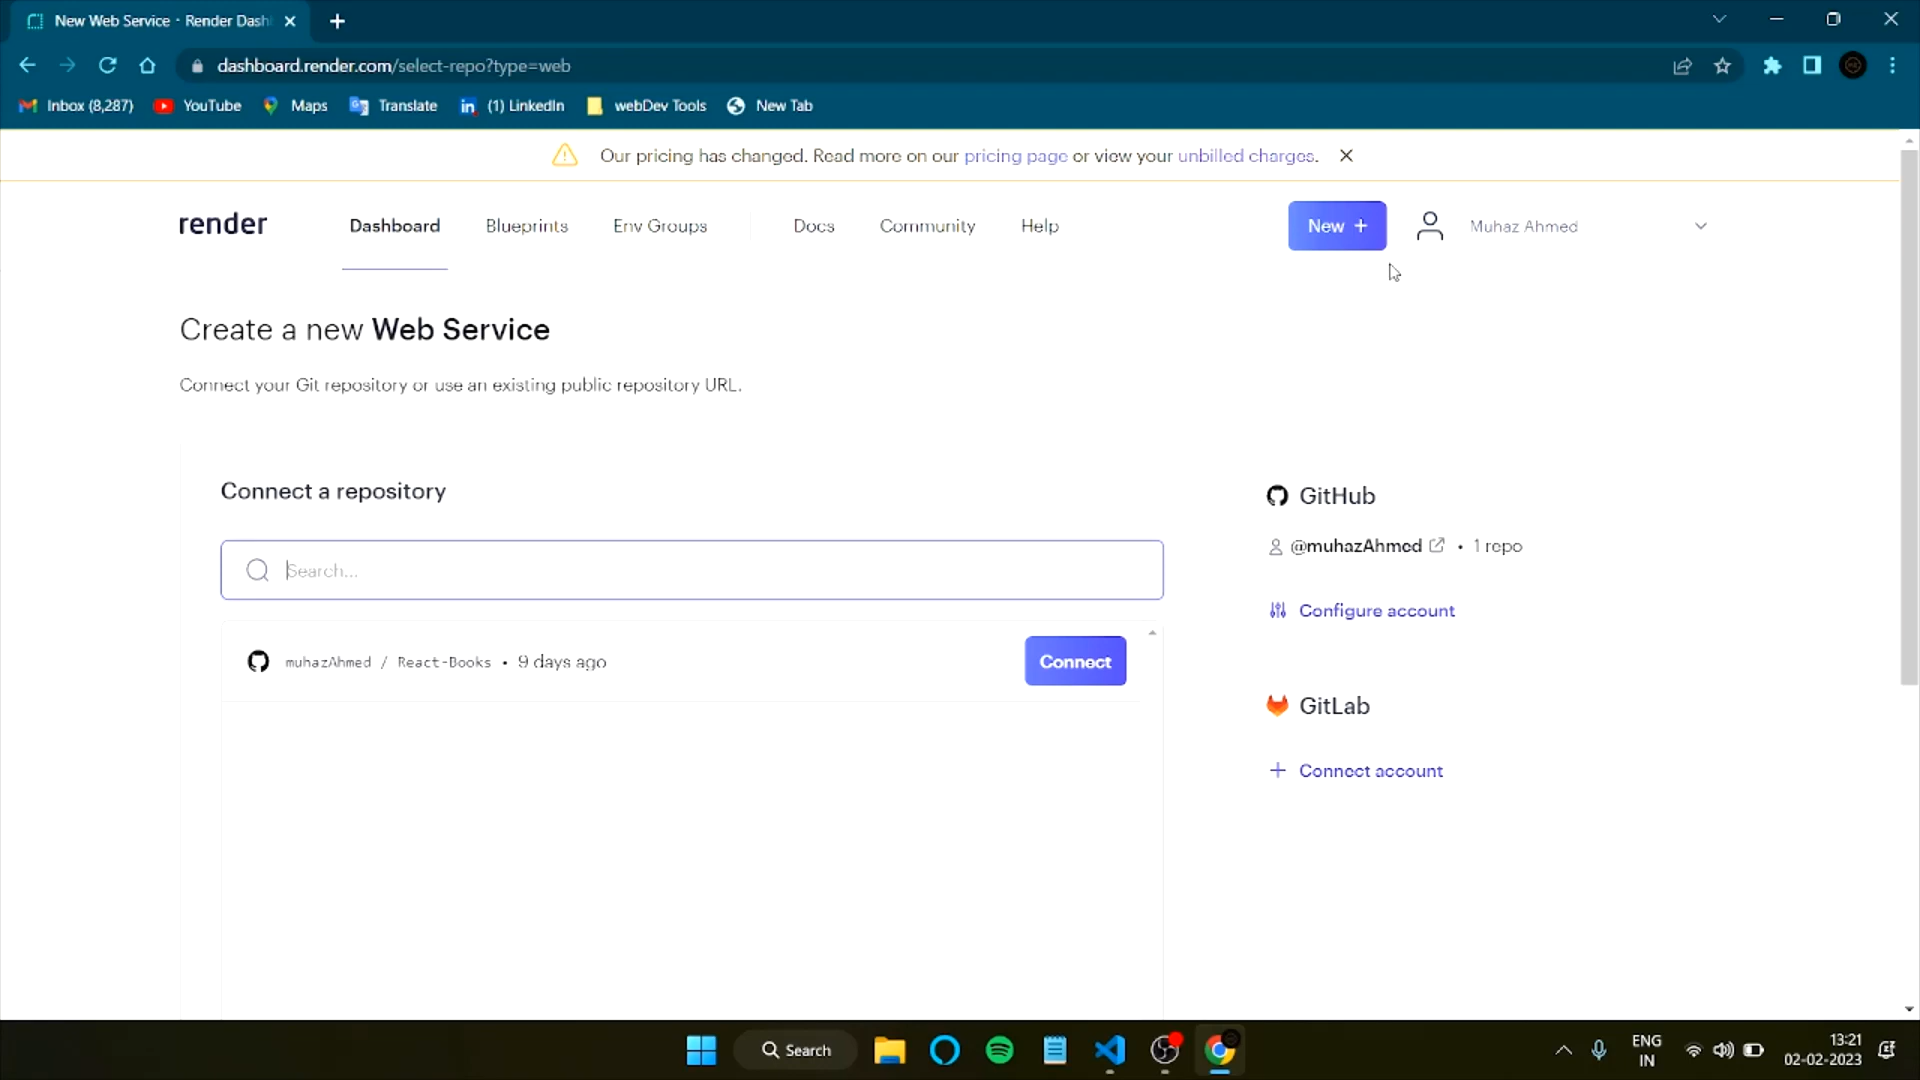 New Web Service · Render Dash
dashboard.render.com/select-repo?type=web
Inbox (8,287) YouTube Maps Translate (1) LinkedIn webDev Tools New Tab
Our pricing has changed. Read more on our pricing page or view your unbilled charges.
render Dashboard Blueprints Env Groups Docs Community Help New + Muhaz Ahmed
Create a new Web Service
Connect your Git repository or use an existing public repository URL.
Connect a repository
GitHub
@muhazAhmed • 1 repo
Search...
Configure account
muhazAhmed / React-Books • 9 days ago Connect
GitLab
+ Connect account
Search
ENG
IN
13:21
02-02-2023